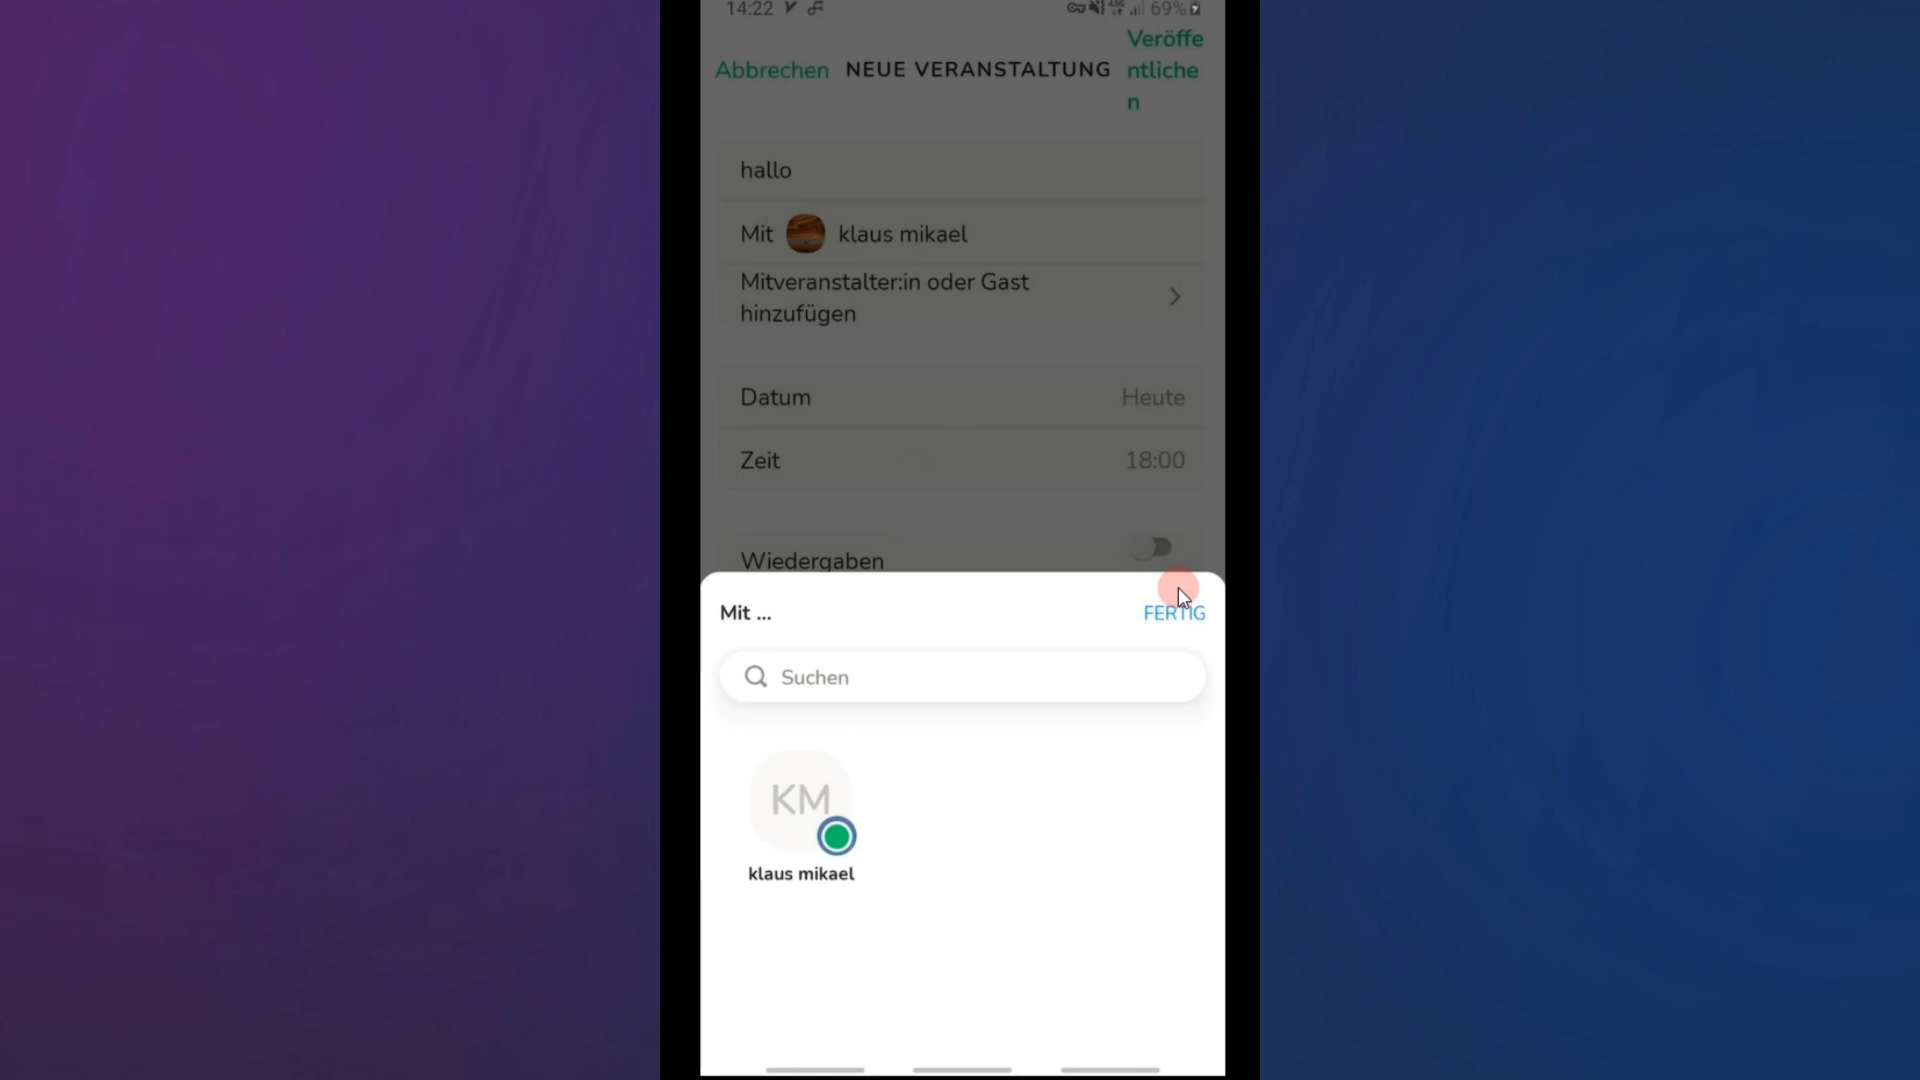 14:22
69%
Abbrechen NEUE VERANSTALTUNG Veröffe
ntliche
n
hallo
Mit klaus mikael
Mitveranstalter:in oder Gast
hinzufügen
Datum Heute
Zeit 18:00
Wiedergaben
Mit ... FERTIG
Suchen
KM
klaus mikael